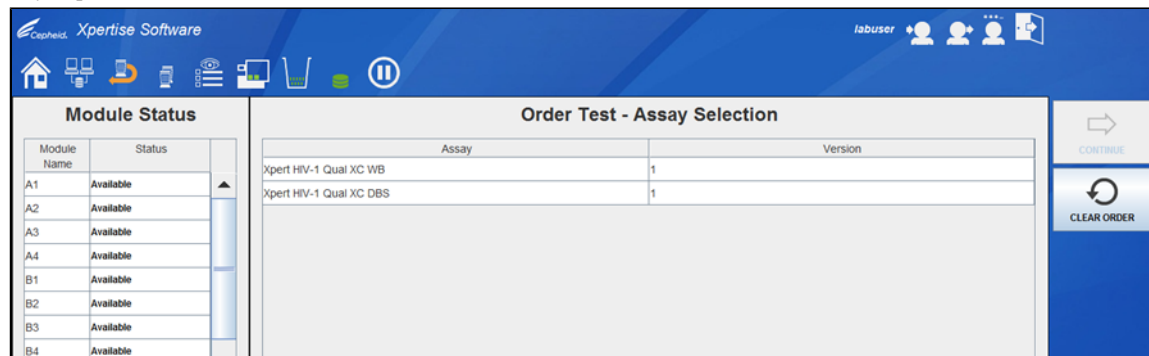 Cepheid. Xpertise Software
labuser
Module Status
Order Test - Assay Selection
Module Name
Status
Assay
Version
CONTINUE
A1 Available
A2 Available
A3 Available
A4 Available
B1 Available
B2 Available
B3 Available
B4 Available
Xpert HIV-1 Qual XC WB 1
Xpert HIV-1 Qual XC DBS 1
CLEAR ORDER